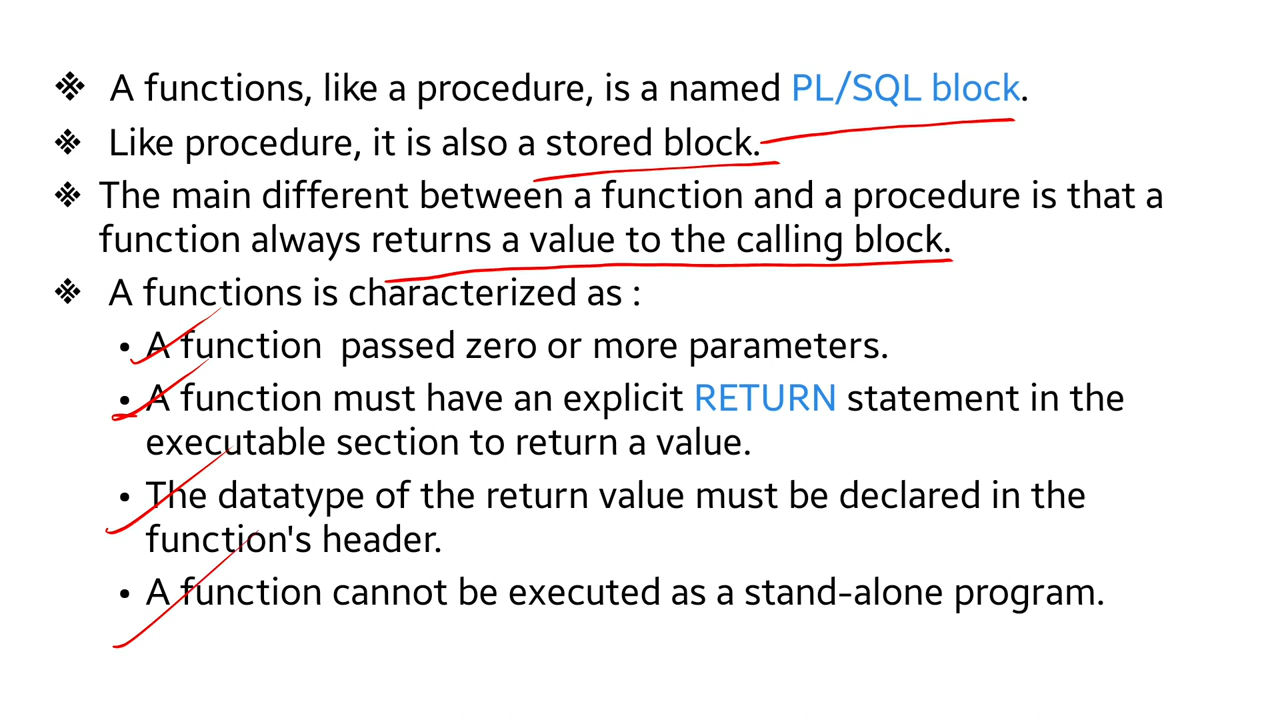 ❖ A functions, like a procedure, is a named PL/SQL block.
❖ Like procedure, it is also a stored block.
❖ The main different between a function and a procedure is that a
function always returns a value to the calling block.
❖ A functions is characterized as :
• A function passed zero or more parameters.
• A function must have an explicit RETURN statement in the
executable section to return a value.
• The datatype of the return value must be declared in the
function's header.
• A function cannot be executed as a stand-alone program.